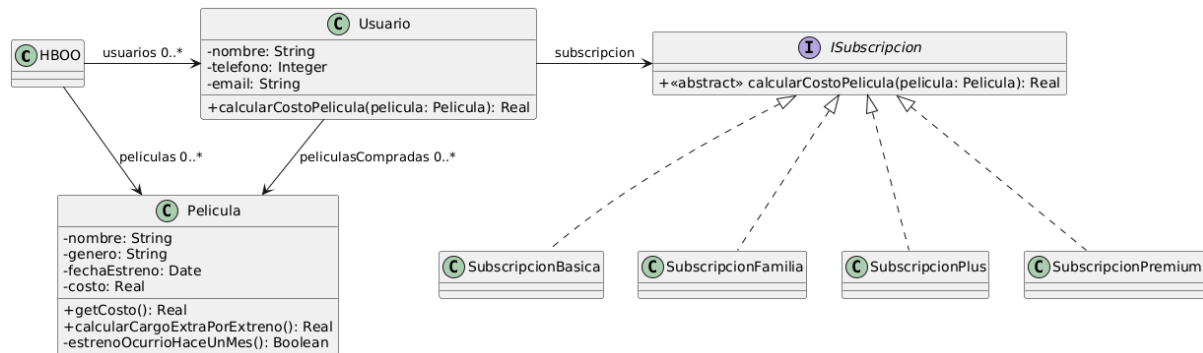 C HBOO
usuarios 0..*
C Usuario
-nombre: String
-telefono: Integer
-email: String
+calcularCostoPelicula(pelicula: Pelicula): Real
subscripcion
I ISubscripcion
+«abstract» calcularCostoPelicula(pelicula: Pelicula): Real
peliculas 0..*
peliculasCompradas 0..*
C Pelicula
-nombre: String
-genero: String
-fechaEstreno: Date
-costo: Real
+getCosto(): Real
+calcularCargoExtraPorExtreno(): Real
-estrenoOcurrioHaceUnMes(): Boolean
C SubscripcionBasica
C SubscripcionFamilia
C SubscripcionPlus
C SubscripcionPremium